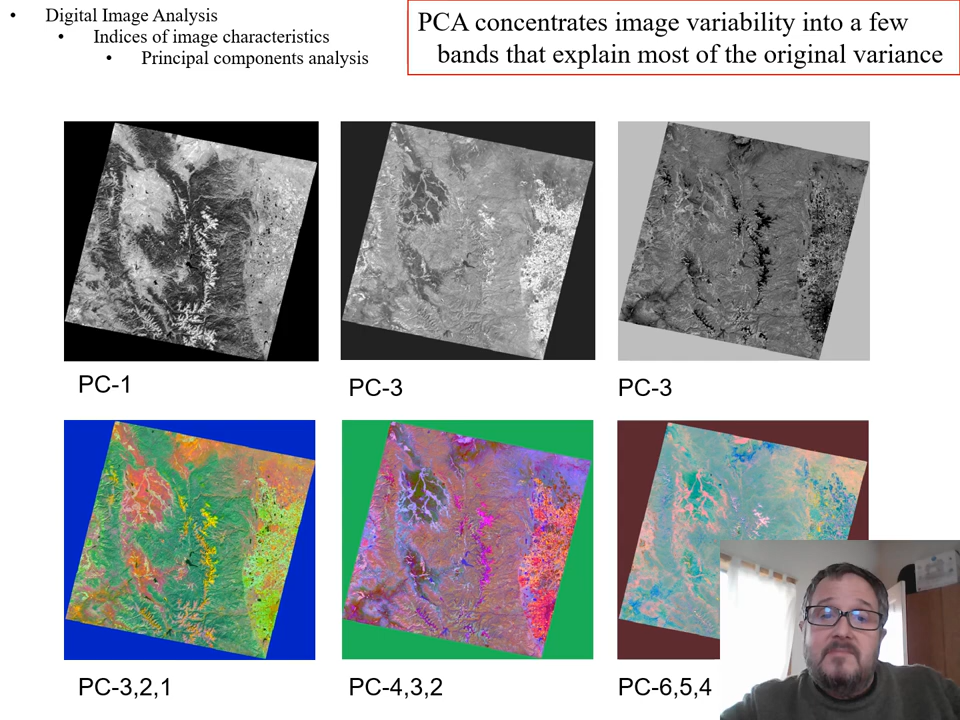 • Digital Image Analysis
• Indices of image characteristics
• Principal components analysis
PCA concentrates image variability into a few
bands that explain most of the original variance
PC-1
PC-3
PC-3
PC-3,2,1
PC-4,3,2
PC-6,5,4